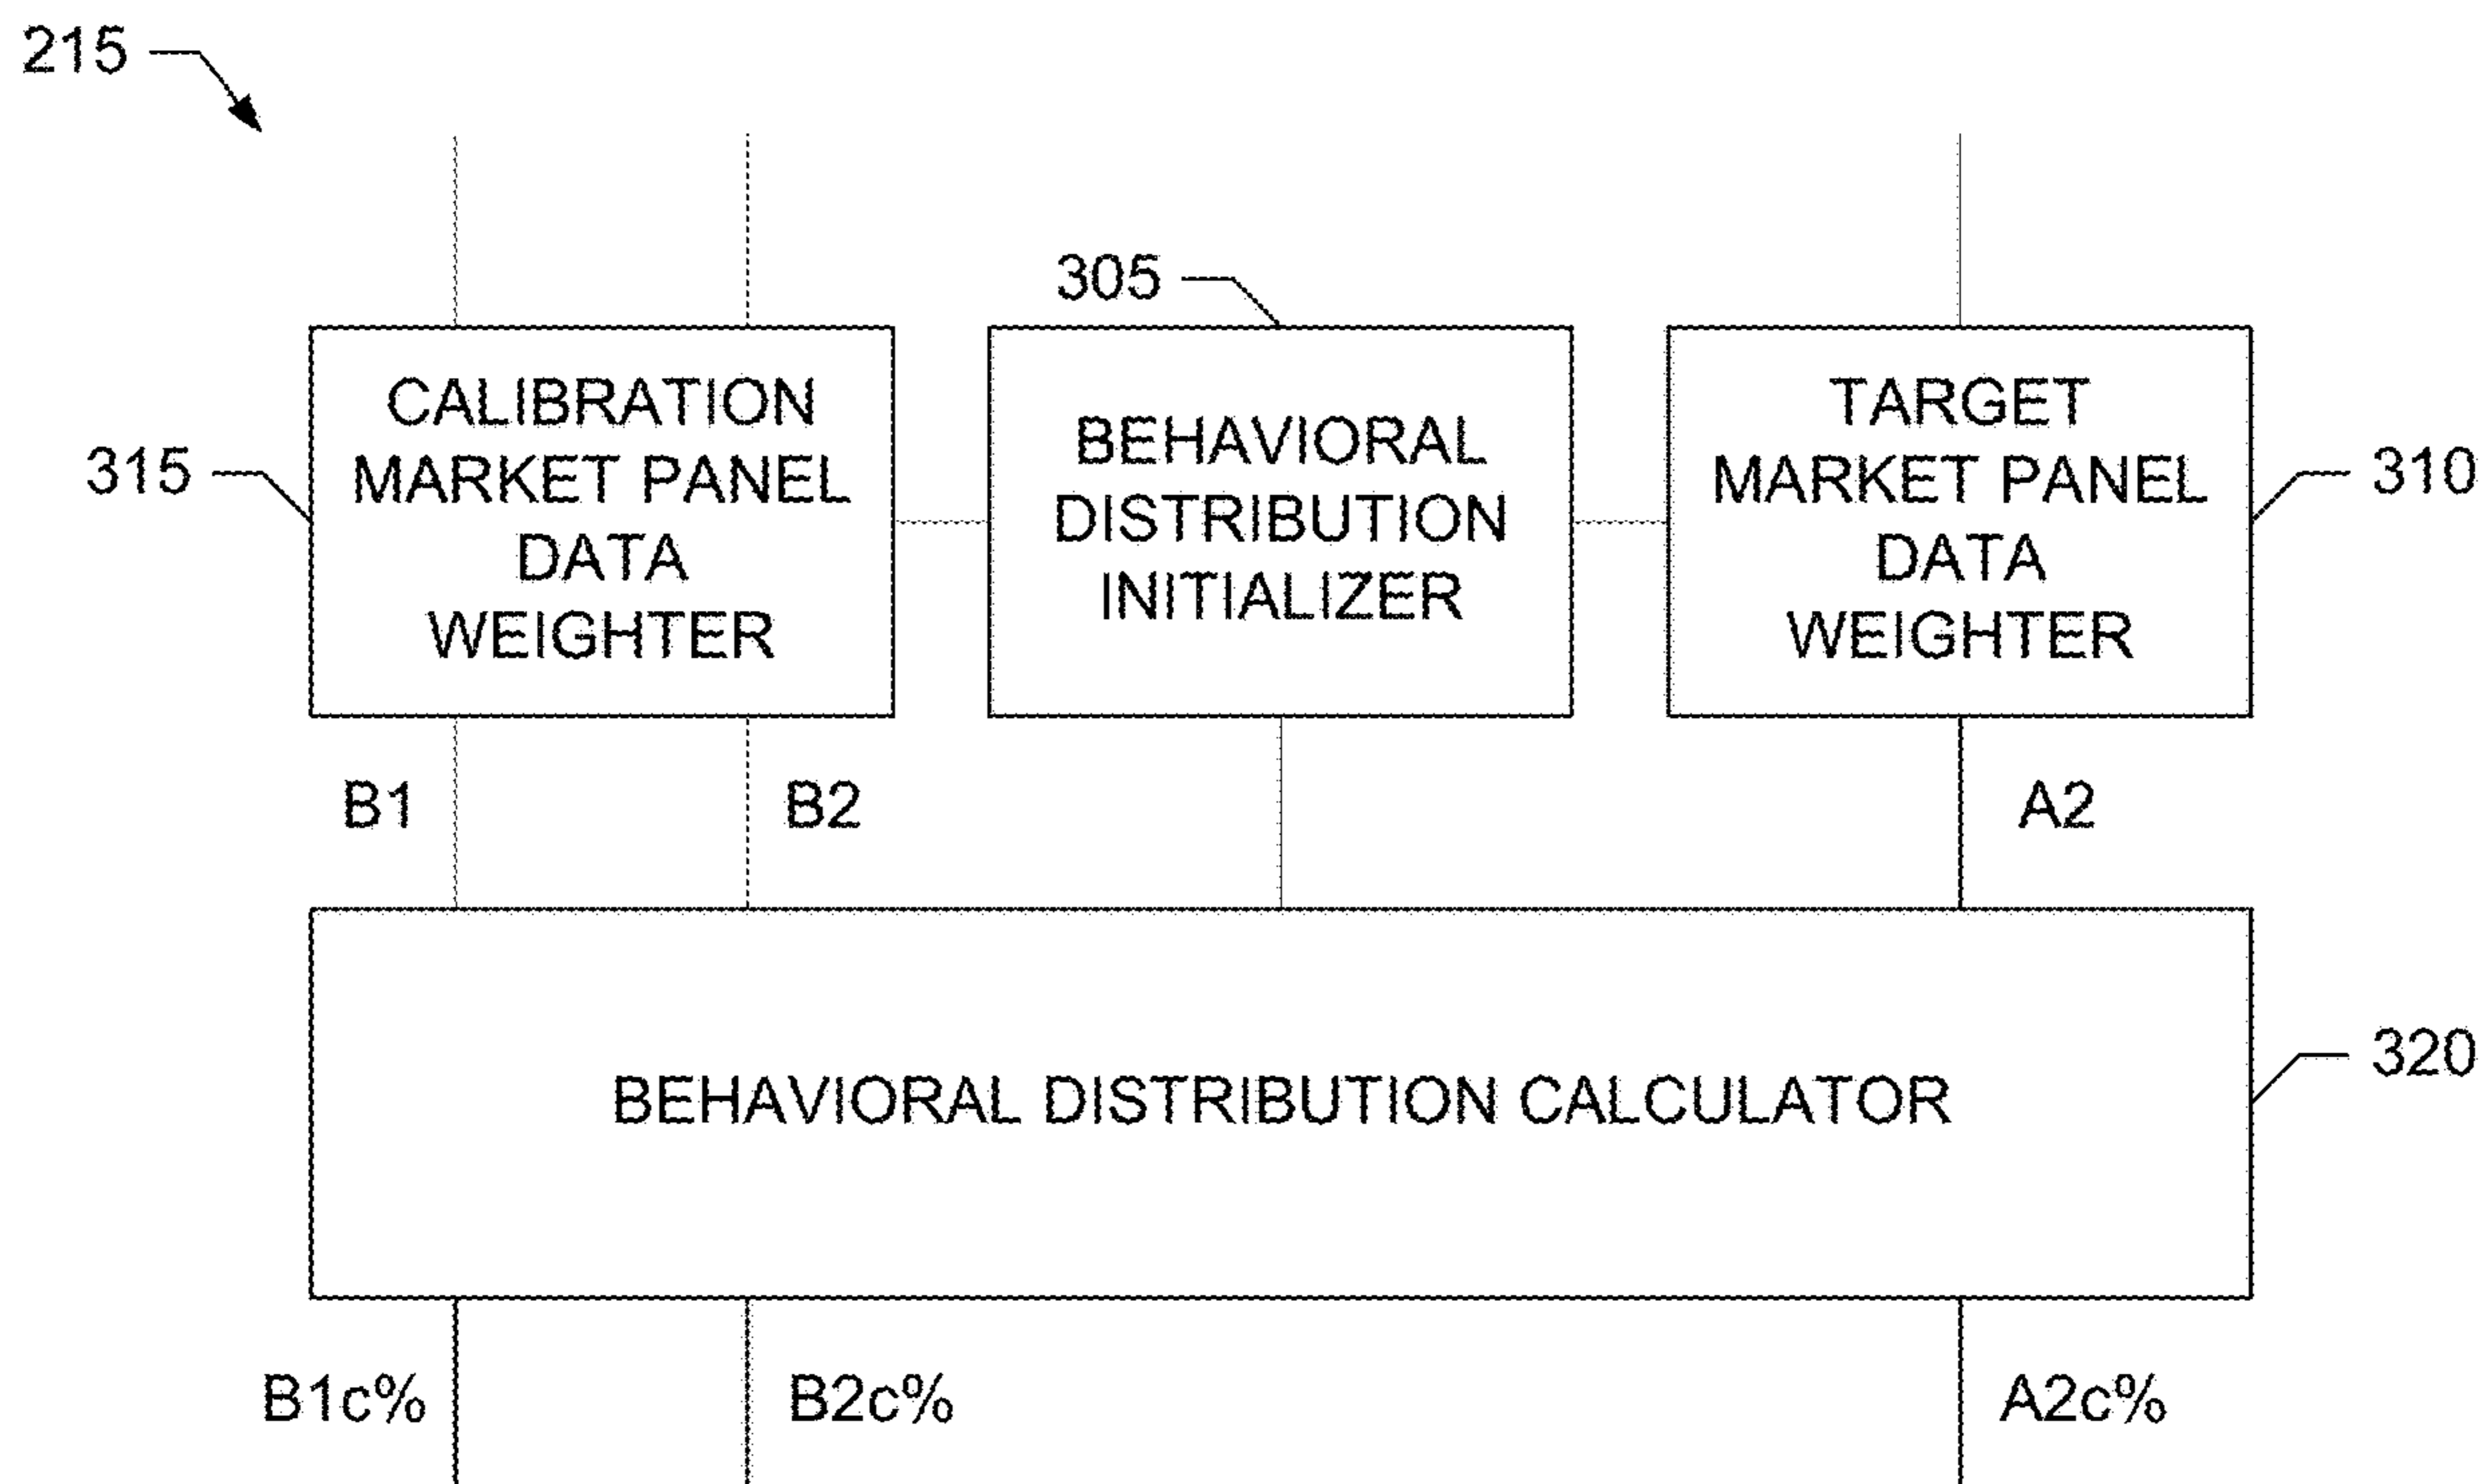 215
305
CALIBRATION
MARKET PANEL
DATA
WEIGHTER
315
BEHAVIORAL
DISTRIBUTION
INITIALIZER
TARGET
MARKET PANEL
DATA
WEIGHTER
310
B1
B2
A2
BEHAVIORAL DISTRIBUTION CALCULATOR
320
B1c%
B2c%
A2c%